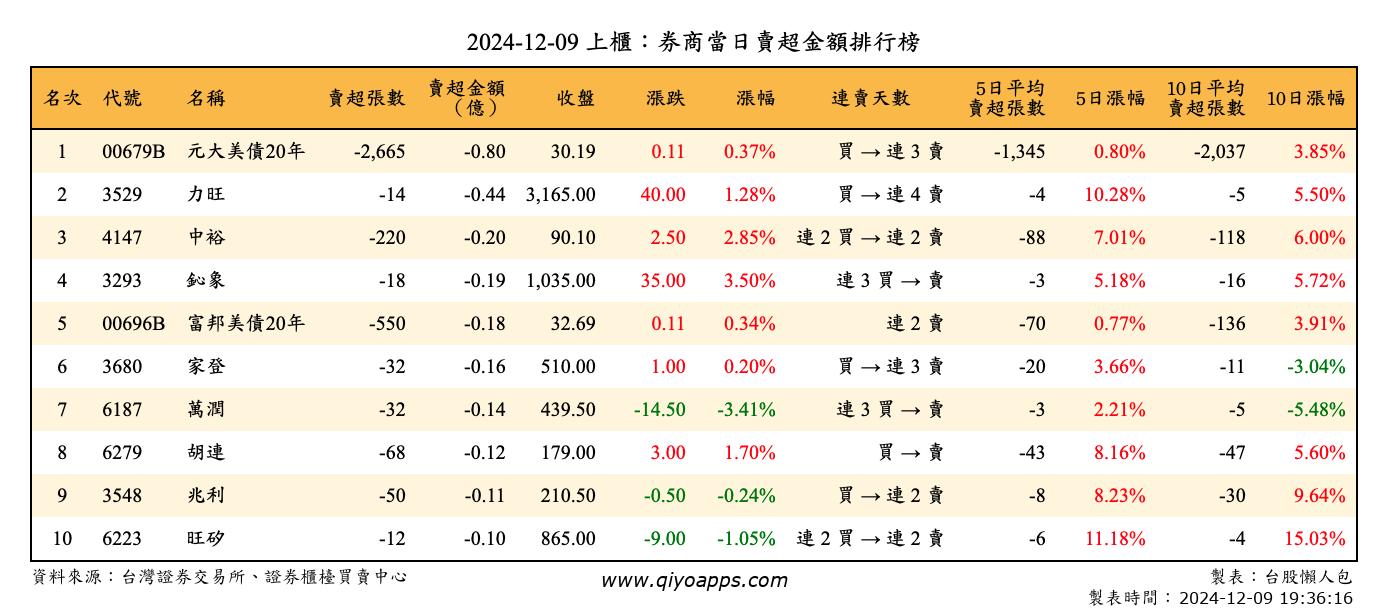 2024-12-09 上櫃：券商當日賣超金額排行榜
名次 代號 名稱 賣超張數 賣超金額（億） 收盤 漲跌 漲幅 連賣天數 5日平均賣超張數 5日漲幅 10日平均賣超張數 10日漲幅
1 00679B 元大美債20年 -2,665 -0.80 30.19 0.11 0.37% 買 → 連 3 賣 -1,345 0.80% -2,037 3.85%
2 3529 力旺 -14 -0.44 3,165.00 40.00 1.28% 買 → 連 4 賣 -4 10.28% -5 5.50%
3 4147 中裕 -220 -0.20 90.10 2.50 2.85% 連 2 買 → 連 2 賣 -88 7.01% -118 6.00%
4 3293 鈊象 -18 -0.19 1,035.00 35.00 3.50% 連 3 買 → 賣 -3 5.18% -16 5.72%
5 00696B 富邦美債20年 -550 -0.18 32.69 0.11 0.34% 連 2 賣 -70 0.77% -136 3.91%
6 3680 家登 -32 -0.16 510.00 1.00 0.20% 買 → 連 3 賣 -20 3.66% -11 -3.04%
7 6187 萬潤 -32 -0.14 439.50 -14.50 -3.41% 連 3 買 → 賣 -3 2.21% -5 -5.48%
8 6279 胡連 -68 -0.12 179.00 3.00 1.70% 買 → 賣 -43 8.16% -47 5.60%
9 3548 兆利 -50 -0.11 210.50 -0.50 -0.24% 買 → 連 2 賣 -8 8.23% -30 9.64%
10 6223 旺矽 -12 -0.10 865.00 -9.00 -1.05% 連 2 買 → 連 2 賣 -6 11.18% -4 15.03%
資料來源：台灣證券交易所、證券櫃檯買賣中心 www.qiyoapps.com 製表：台股懶人包
製表時間：2024-12-09 19:36:16